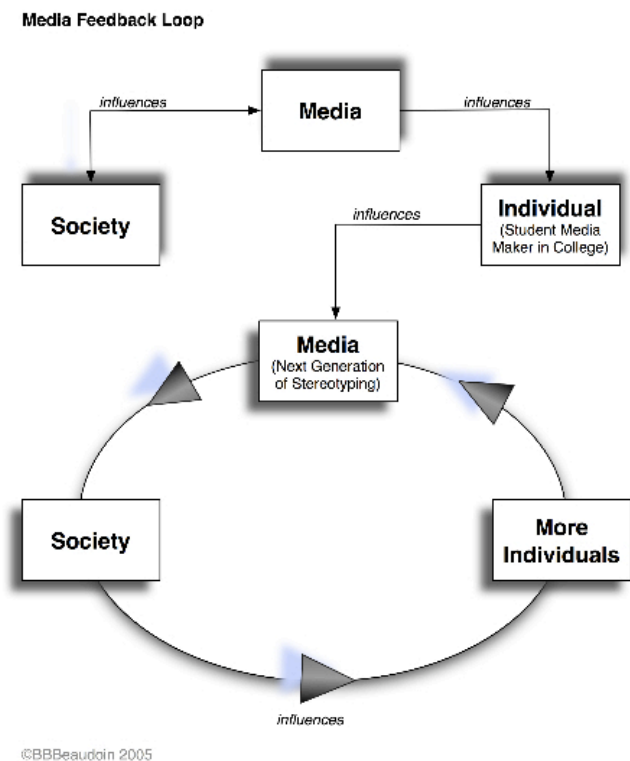 Media Feedback Loop
influences
Media
influences
Society
Individual
(Student Media
Maker in College)
influences
Media
(Next Generation
of Stereotyping)
Society
More
Individuals
influences
©BBBeaudoin 2005